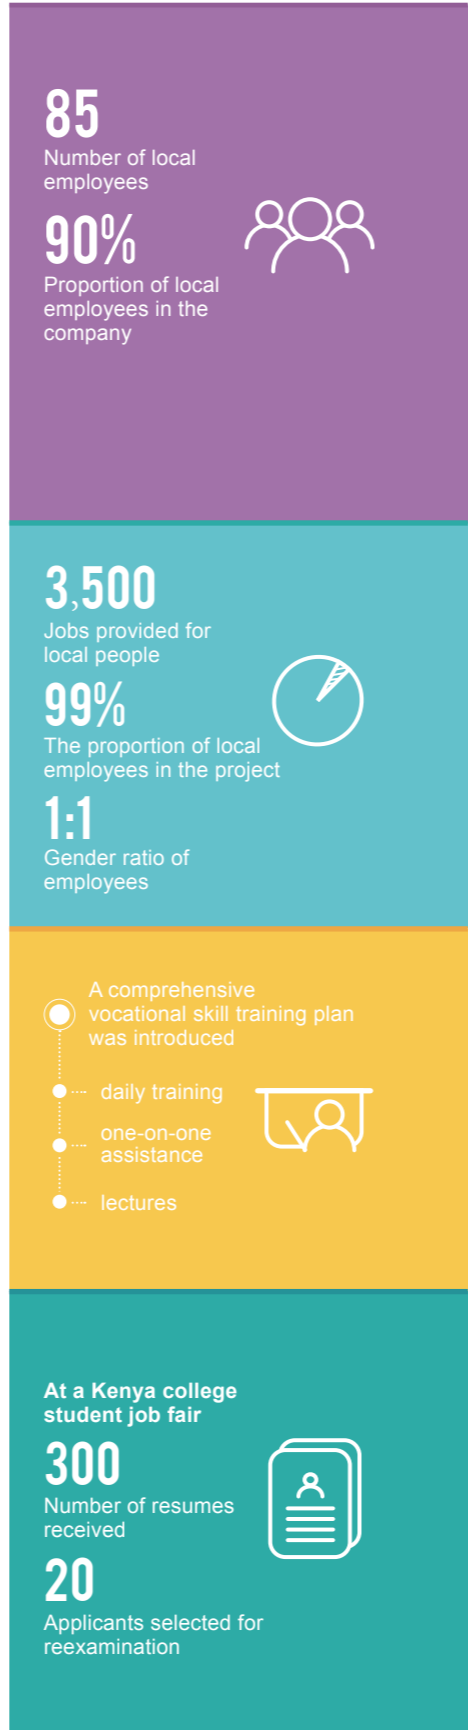 85
Number of local
employees
90%
Proportion of local
employees in the
company
3,500
Jobs provided for
local people
99%
The proportion of local
employees in the project
1:1
Gender ratio of
employees
A comprehensive
vocational skill training plan
was introduced
daily training
one-on-one
assistance
lectures
At a Kenya college
student job fair
300
Number of resumes
received
20
Applicants selected for
reexamination